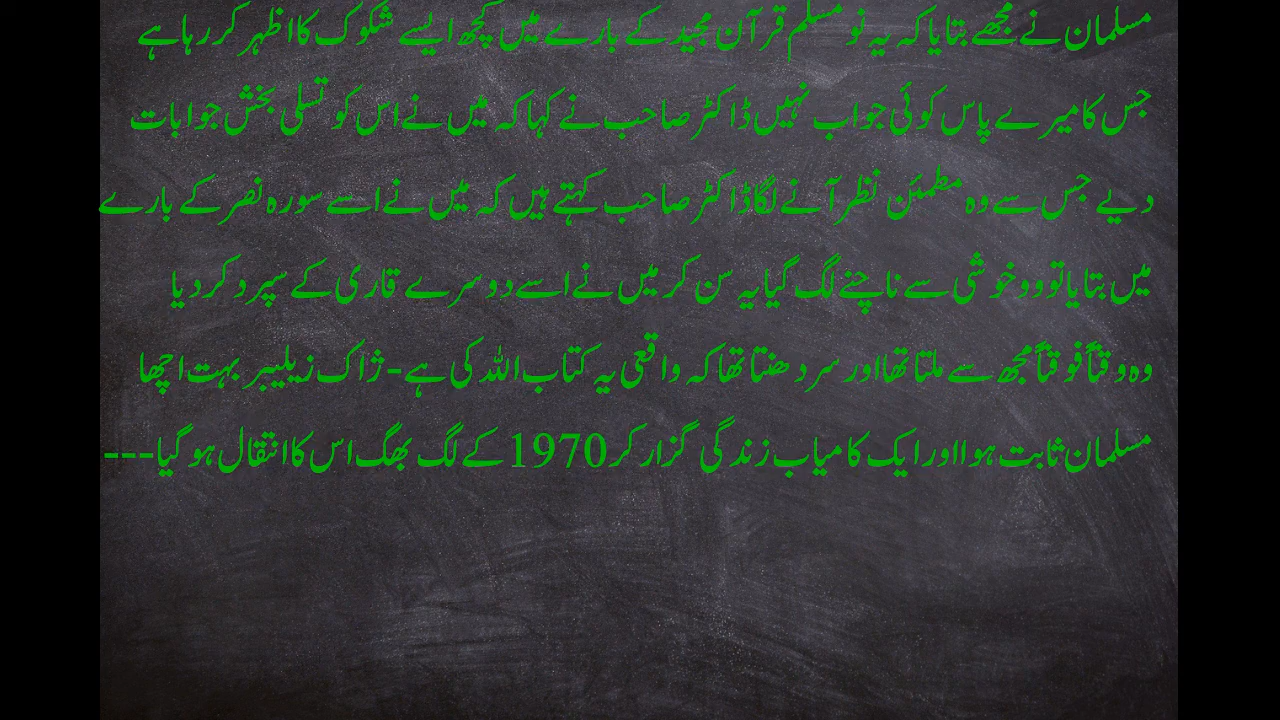 مسلمان نے مجھے بتایا کہ یہ نو مسلم قرآن مجید کے بارے میں کچھ ایسے شکوک کا اظہر کر رہا ہے
جس کا میرے پاس کوئی جواب نہیں ڈاکٹر صاحب نے کہا کہ میں نے اس کو تسلی بخش جوابات
دیے جس سے وہ مطمئن نظر آنے لگا ڈاکٹر صاحب کہتے ہیں کہ میں نے اسے سورہ نصر کے بارے
میں بتایا تو وو خوشی سے ناچنے لگ گیا یہ سن کر میں نے اسے دوسرے قاری کے سپرد کر دیا
وہ وقتاً فوقتاً مجھ سے ملتا تھا اور سر دھنتا تھا کہ واقعی یہ کتاب اللہ کی ہے - ژاک زیلیبر بہت اچھا
مسلمان ثابت ہوا اور ایک کامیاب زندگی گزار کر 1970 کے لگ بھگ اس کا انتقال ہو گیا ---